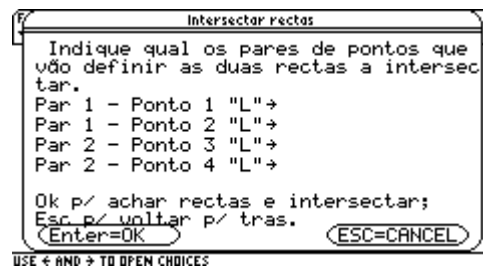 Intersectar rectas
Indique qual os pares de pontos que
vão definir as duas rectas a intersec
tar.
Par 1 - Ponto 1 "L"→
Par 1 - Ponto 2 "L"→
Par 2 - Ponto 3 "L"→
Par 2 - Ponto 4 "L"→
Ok p/ achar rectas e intersectar;
Esc p/ voltar p/ tras.
Enter=OK ESC=CANCEL
USE ← AND → TO OPEN CHOICES